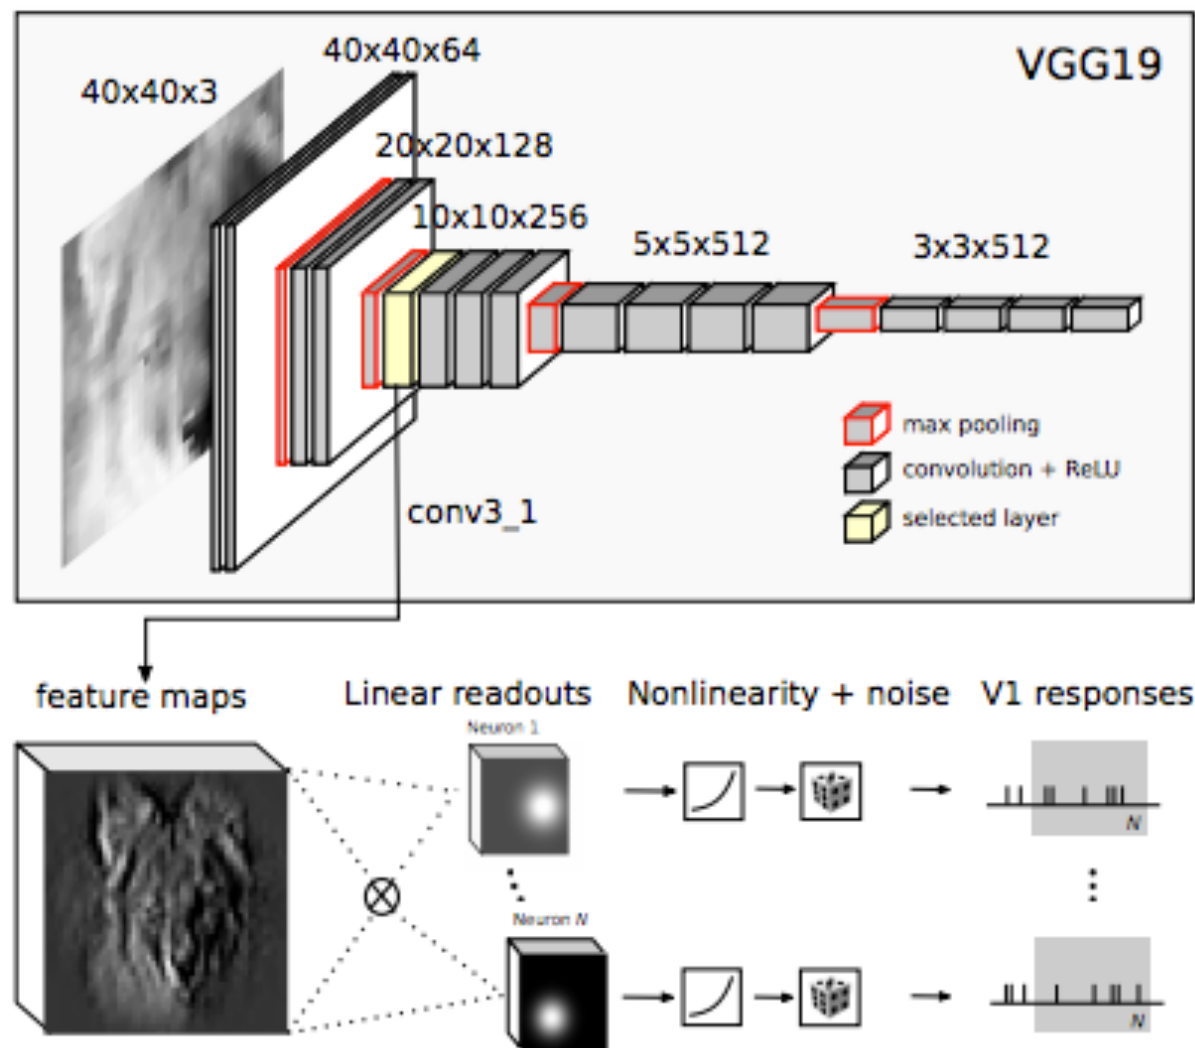 VGG19
40x40x3
40x40x64
20x20x128
10x10x256
5x5x512
3x3x512
max pooling
convolution + ReLU
selected layer
conv3_1
feature maps
Linear readouts
Nonlinearity + noise
V1 responses
Neuron 1
N
Neuron N
N